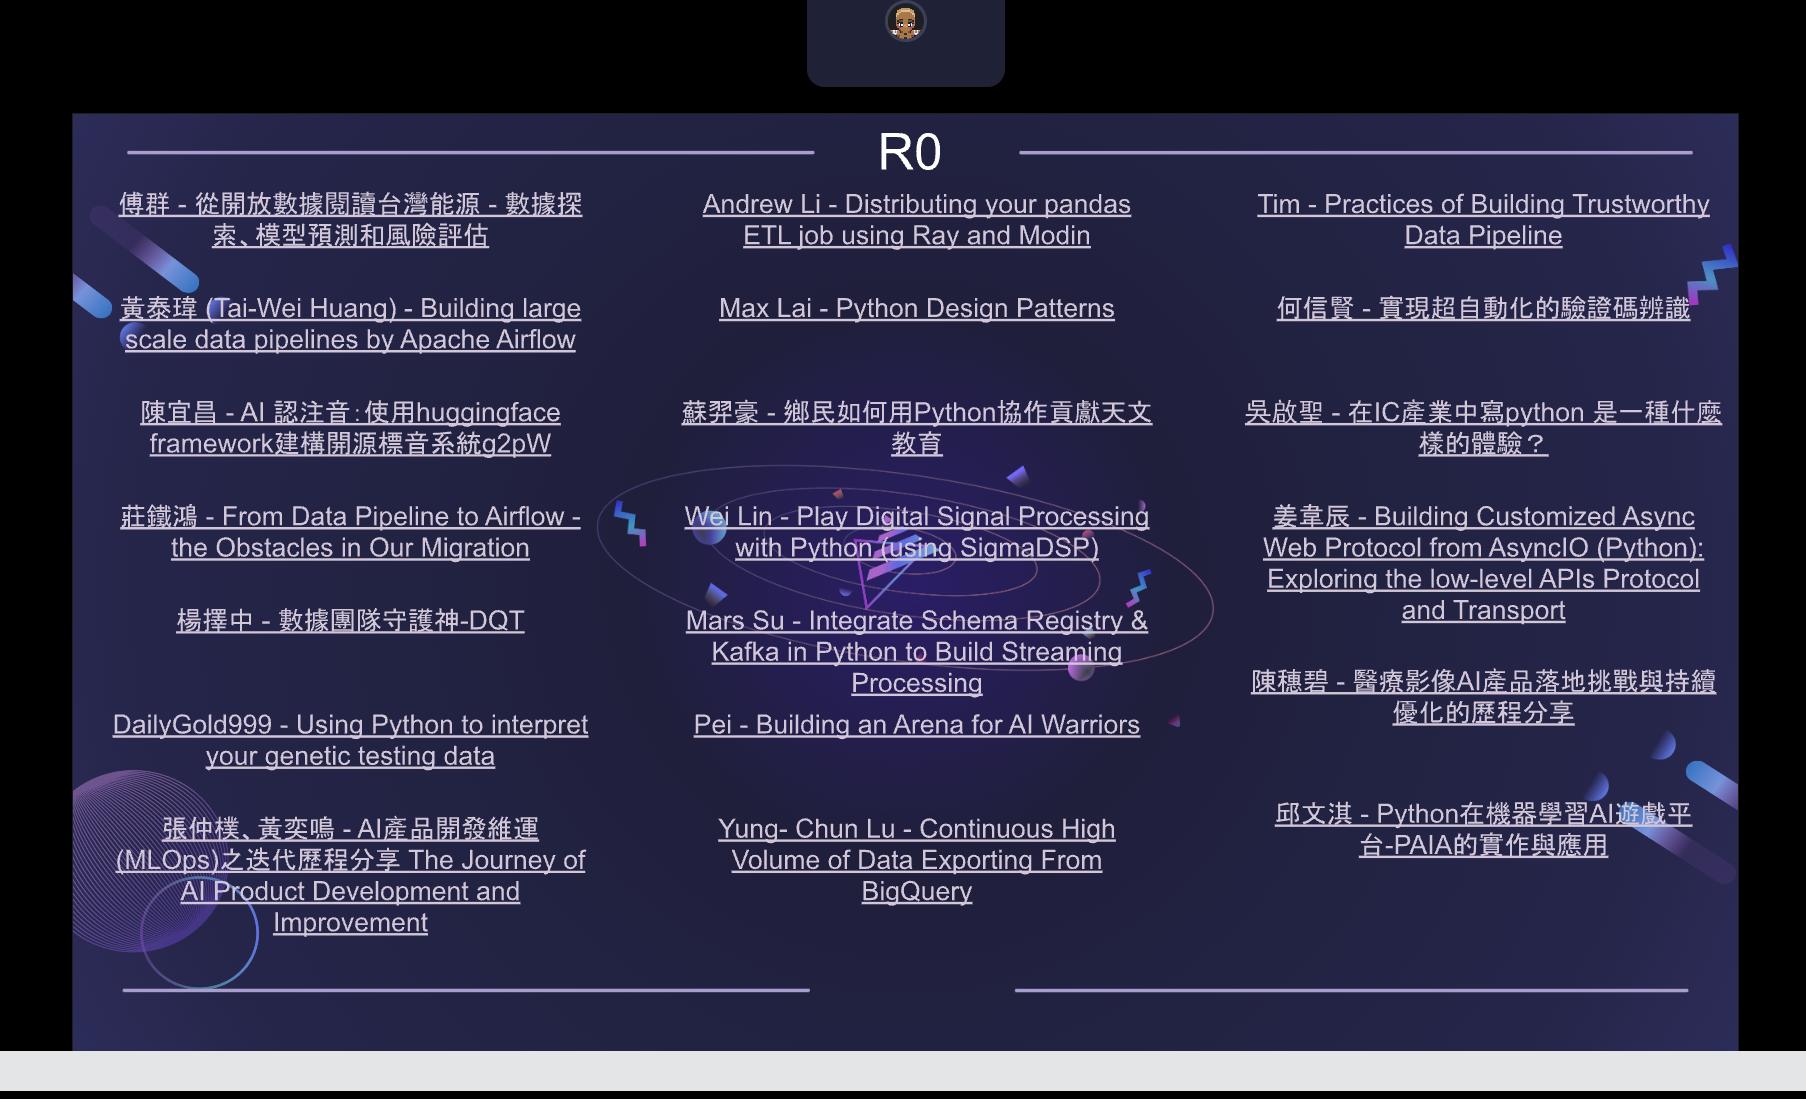 R0
傅群 - 從開放數據閱讀台灣能源 - 數據探
索、模型預測和風險評估
黃泰瑋 (Tai-Wei Huang) - Building large
scale data pipelines by Apache Airflow
陳宜昌 - AI 認注音：使用huggingface
framework建構開源標音系統g2pW
莊鐵鴻 - From Data Pipeline to Airflow -
the Obstacles in Our Migration
楊擇中 - 數據團隊守護神-DQT
DailyGold999 - Using Python to interpret
your genetic testing data
張仲樸、黃奕鳴 - AI產品開發維運
(MLOps)之迭代歷程分享 The Journey of
AI Product Development and
Improvement
Andrew Li - Distributing your pandas
ETL job using Ray and Modin
Max Lai - Python Design Patterns
蘇羿豪 - 鄉民如何用Python協作貢獻天文
教育
Wei Lin - Play Digital Signal Processing
with Python (using SigmaDSP)
Mars Su - Integrate Schema Registry &
Kafka in Python to Build Streaming
Processing
Pei - Building an Arena for AI Warriors
Yung- Chun Lu - Continuous High
Volume of Data Exporting From
BigQuery
Tim - Practices of Building Trustworthy
Data Pipeline
何信賢 - 實現超自動化的驗證碼辨識
吳啟聖 - 在IC產業中寫python 是一種什麼
樣的體驗？
姜韋辰 - Building Customized Async
Web Protocol from AsyncIO (Python):
Exploring the low-level APIs Protocol
and Transport
陳穗碧 - 醫療影像AI產品落地挑戰與持續
優化的歷程分享
邱文淇 - Python在機器學習AI遊戲平
台-PAIA的實作與應用